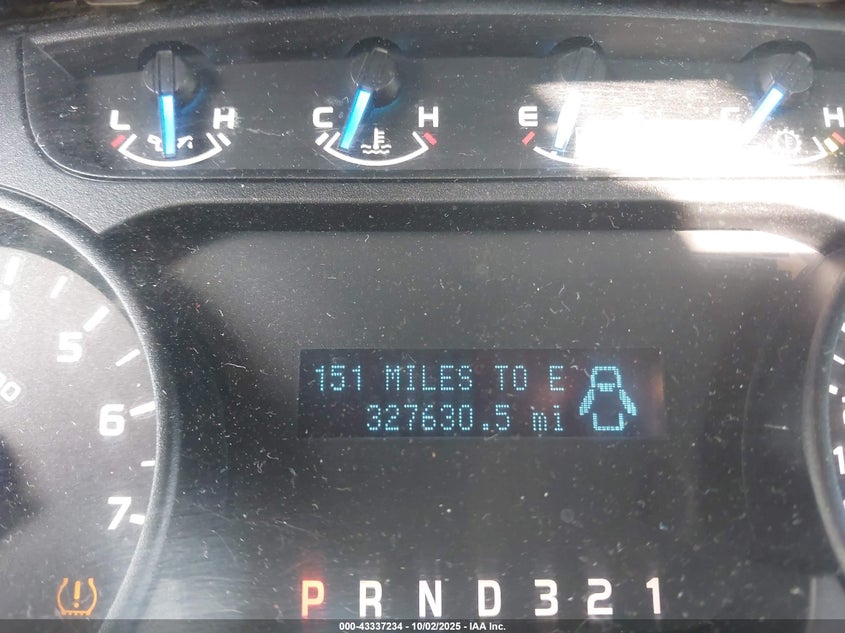 L H C H E H
151 MILES TO E
327630.5 mi
5
6
7
P R N D 3 2 1
000-43337234 - 10/02/2025 - IAA Inc.